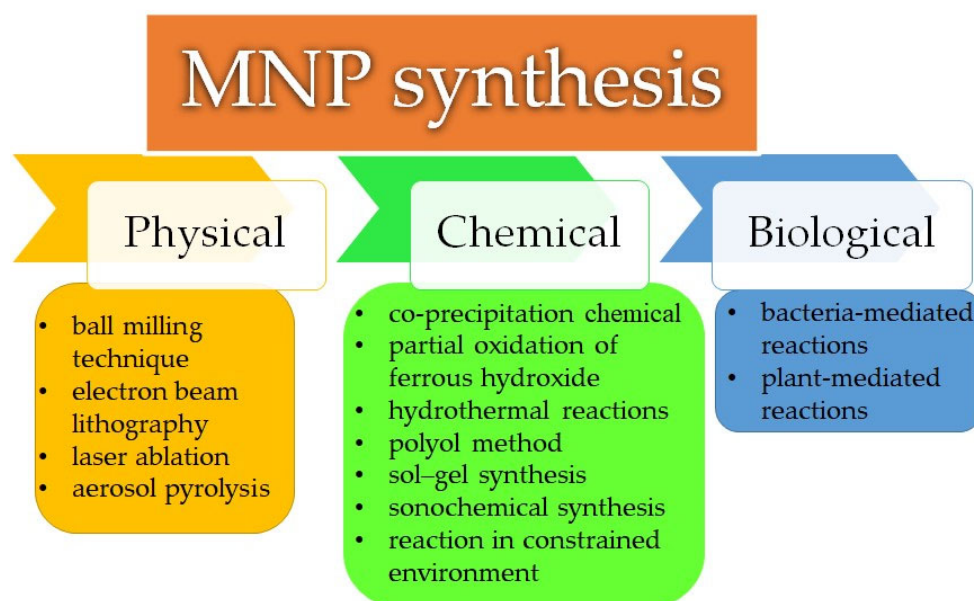 MNP synthesis
Physical
• ball milling
technique
• electron beam
lithography
• laser ablation
• aerosol pyrolysis
Chemical
• co-precipitation chemical
• partial oxidation of
ferrous hydroxide
• hydrothermal reactions
• polyol method
• sol–gel synthesis
• sonochemical synthesis
• reaction in constrained
environment
Biological
• bacteria-mediated
reactions
• plant-mediated
reactions